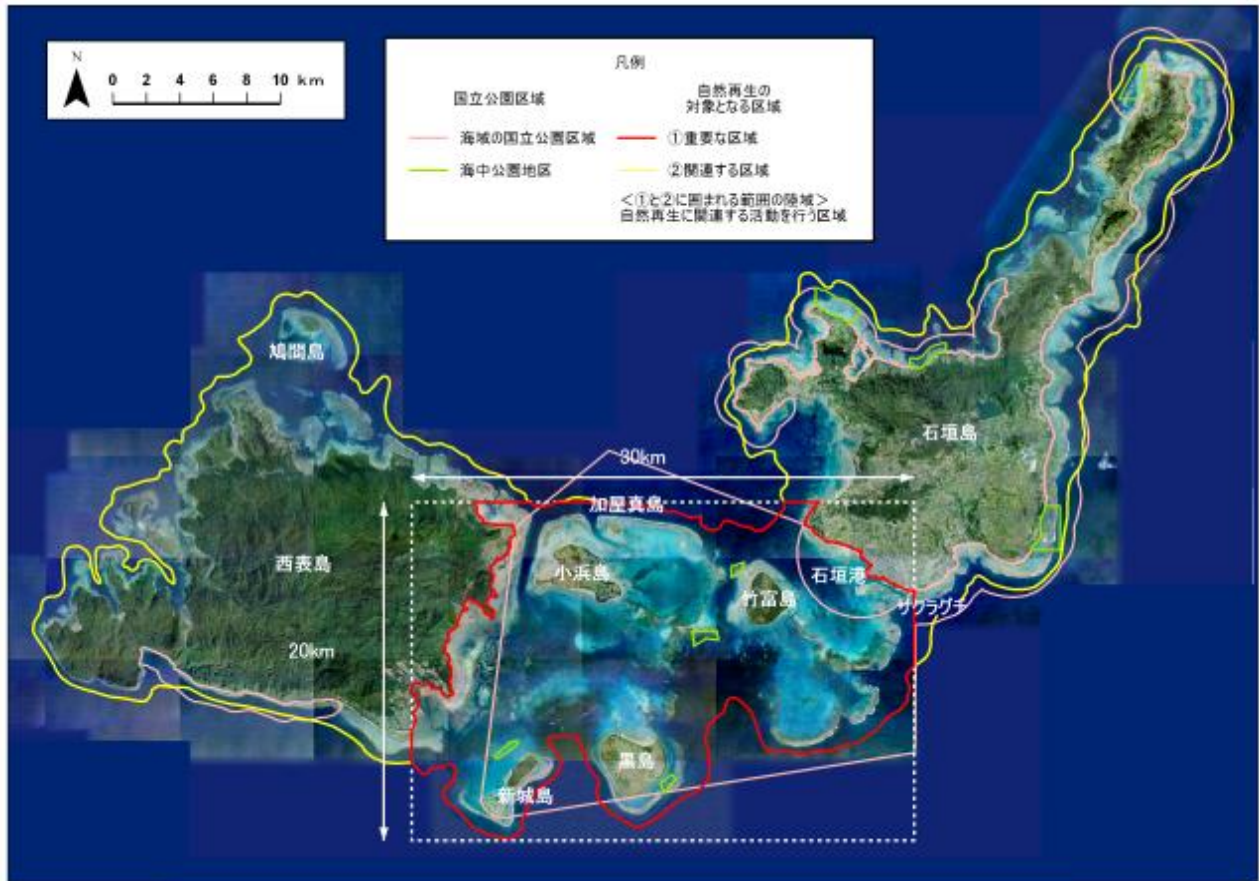 N
0 2 4 6 8 10 km
凡例
国立公園区域
自然再生の
対象となる区域
海域の国立公園区域
①重要な区域
海中公園地区
②関連する区域
<①と②に囲まれる範囲の陸域>
自然再生に関連する活動を行う区域
鳩間島
石垣島
30km
加屋真島
西表島
小浜島
竹富島
石垣港
サクラグチ
20km
黒島
新城島